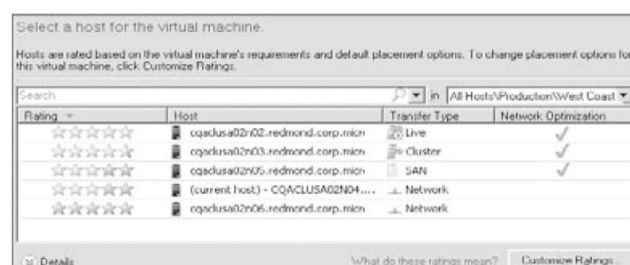 Select a host for the virtual machine.
Hosts are rated based on the virtual machine's requirements and default placement options. To change placement options for
this virtual machine, click Customize Ratings.
Search in All Hosts\Production\West Coast
Rating Host Transfer Type Network Optimization
cqaclusa02n02.redmond.corp.micr Live
cqaclusa02n03.redmond.corp.micr Cluster
cqaclusa02n05.redmond.corp.micr SAN
(current host) - CQACLUSA02N04.... Network
cqaclusa02n06.redmond.corp.micr Network
Details What do these ratings mean? Customize Ratings...